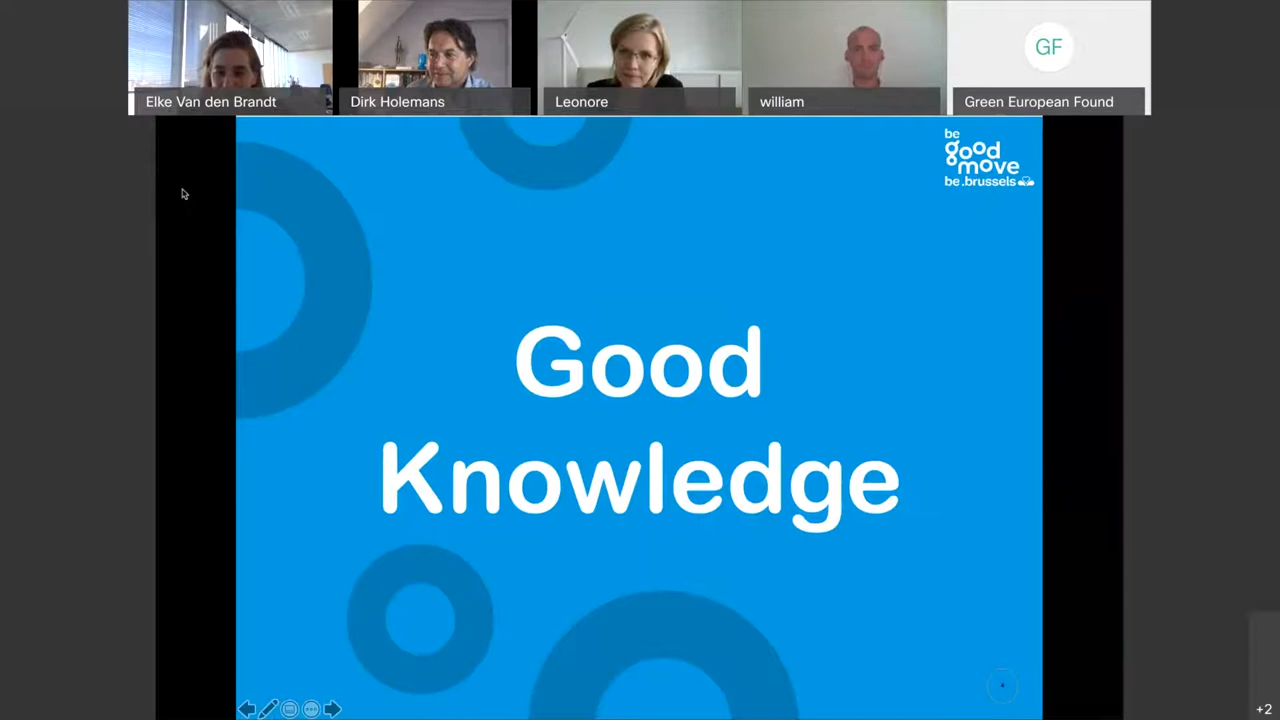 Elke Van den Brandt
Dirk Holemans
Leonore
william
GF
Green European Found
be
good
move
be.brussels
Good
Knowledge
+2